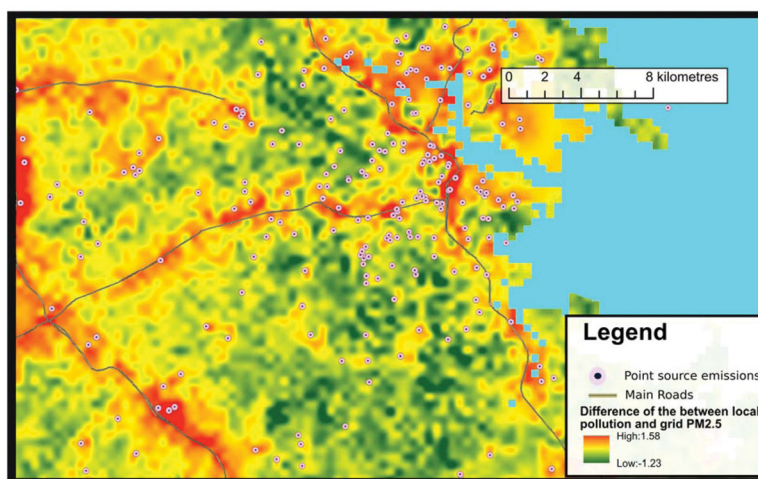 0 2 4 8 kilometres
Legend
Point source emissions
Main Roads
Difference of the between local
pollution and grid PM2.5
High:1.58
Low:-1.23